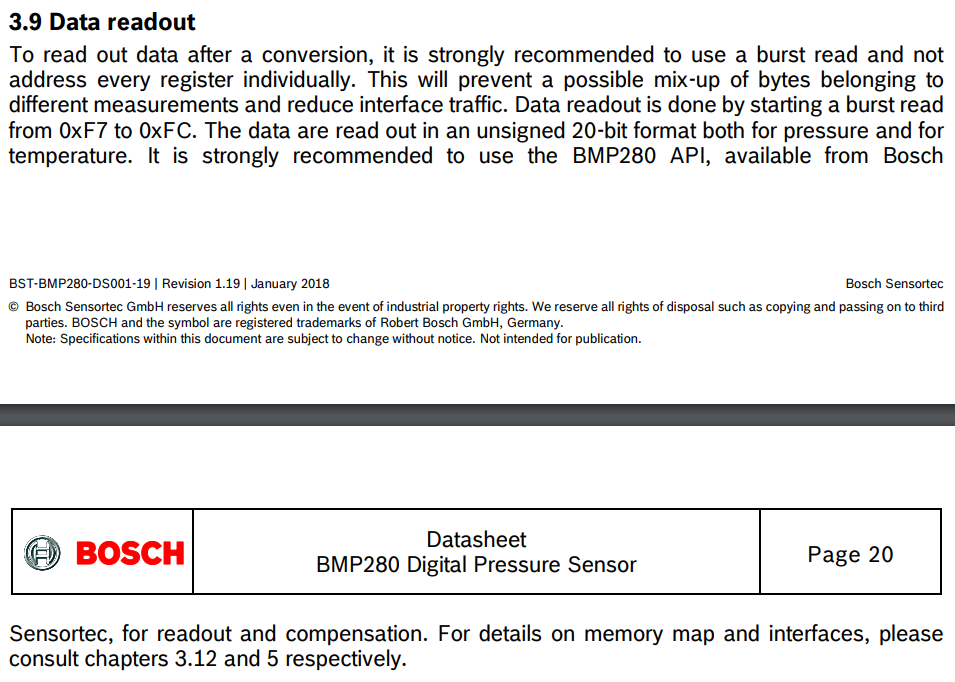 3.9 Data readout
To read out data after a conversion, it is strongly recommended to use a burst read and not
address every register individually. This will prevent a possible mix-up of bytes belonging to
different measurements and reduce interface traffic. Data readout is done by starting a burst read
from 0xF7 to 0xFC. The data are read out in an unsigned 20-bit format both for pressure and for
temperature. It is strongly recommended to use the BMP280 API, available from Bosch
BST-BMP280-DS001-19 | Revision 1.19 | January 2018
Bosch Sensortec
© Bosch Sensortec GmbH reserves all rights even in the event of industrial property rights. We reserve all rights of disposal such as copying and passing on to third
parties. BOSCH and the symbol are registered trademarks of Robert Bosch GmbH, Germany.
Note: Specifications within this document are subject to change without notice. Not intended for publication.
BOSCH
Datasheet
BMP280 Digital Pressure Sensor
Page 20
Sensortec, for readout and compensation. For details on memory map and interfaces, please
consult chapters 3.12 and 5 respectively.